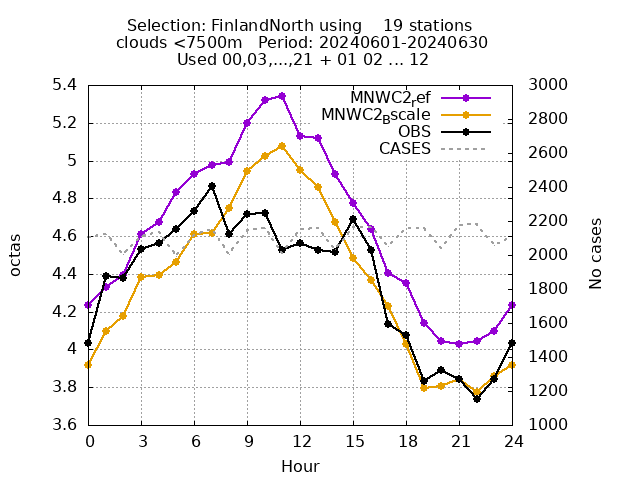 Selection: FinlandNorth using    19 stations
clouds <7500m   Period: 20240601-20240630
Used 00,03,...,21 + 01 02 ... 12
MNWC2_ref
MNWC2_Bscale
OBS
CASES
5.4
5.2
5
4.8
4.6
4.4
4.2
4
3.8
3.6
octas
3000
2800
2600
2400
2200
2000
1800
1600
1400
1200
1000
No cases
0 3 6 9 12 15 18 21 24
Hour